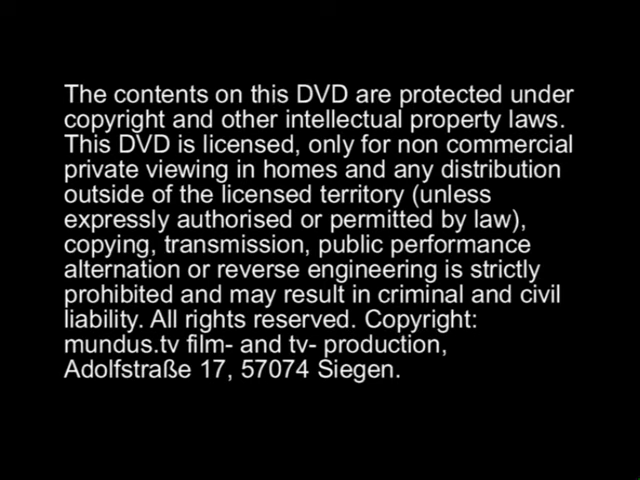 The contents on this DVD are protected under
copyright and other intellectual property laws.
This DVD is licensed, only for non commercial
private viewing in homes and any distribution
outside of the licensed territory (unless
expressly authorised or permitted by law),
copying, transmission, public performance
alternation or reverse engineering is strictly
prohibited and may result in criminal and civil
liability. All rights reserved. Copyright:
mundus.tv film- and tv- production,
Adolfstraße 17, 57074 Siegen.